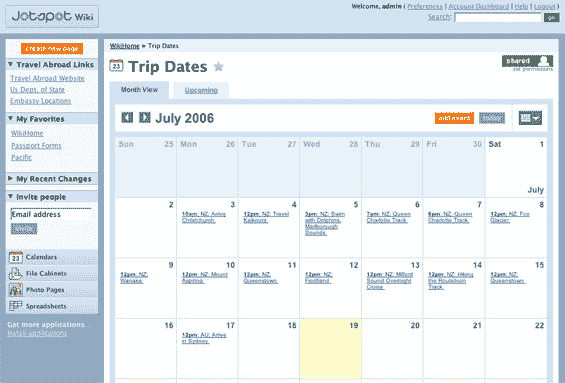 Jotspot Wiki
Welcome, admin ( Preferences | Account Dashboard | Help | Logout )
Search: go
create new page
Travel Abroad Links
Travel Abroad Website
Us Dept. of State
Embassy Locations
My Favorites
WikiHome
Passport Forms
Pacific
My Recent Changes
Invite people
Email address
Calendars
File Cabinets
Photo Pages
Spreadsheets
Get more applications...
Install applications
WikiHome » Trip Dates
23 Trip Dates
shared
set permissions
Month View Upcoming
July 2006
add event
Sun 25 Mon 26 Tue 27 Wed 28 Thu 29 Fri 30 Sat 1
July
2 3 4 5 6 7 8
10am: NZ: Arrive Christchurch.
12pm: NZ: Travel Kaikoura.
3pm: NZ: Swim with Dolphins, Marlborough Sounds.
7am: NZ: Queen Charlotte Track.
6pm: NZ: Queen Charlotte Track.
12pm: NZ: Fox Glacier.
9 10 11 12 13 14 15
12pm: NZ: Wanaka.
12pm: NZ: Mount Aspiring.
12pm: NZ: Queenstown.
12pm: NZ: Fiordland.
12pm: NZ: Milford Sound Overnight Cruise
12pm: NZ: Hiking the Routeburn Track.
12pm: NZ: Queenstown.
16 17 18 19 20 21 22
12pm: AU: Arrive in Sydney.